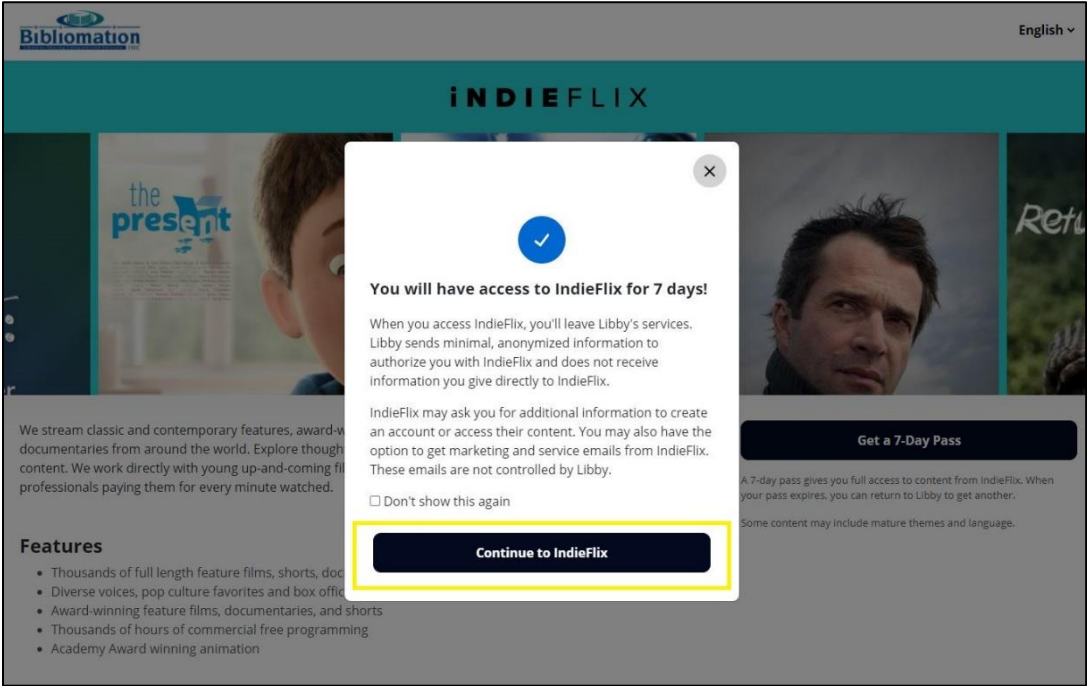 Bibliomation
English
iNDIEFLIX
the
present
Retu
You will have access to IndieFlix for 7 days!
When you access IndieFlix, you'll leave Libby's services.
Libby sends minimal, anonymized information to
authorize you with IndieFlix and does not receive
information you give directly to IndieFlix.
IndieFlix may ask you for additional information to create
an account or access their content. You may also have the
option to get marketing and service emails from IndieFlix.
These emails are not controlled by Libby.
Don't show this again
Continue to IndieFlix
We stream classic and contemporary features, award-w
documentaries from around the world. Explore though
content. We work directly with young up-and-coming fil
professionals paying them for every minute watched.
Get a 7-Day Pass
A 7-day pass gives you full access to content from IndieFlix. When
your pass expires, you can return to Libby to get another.
Some content may include mature themes and language.
Features
• Thousands of full length feature films, shorts, doc
• Diverse voices, pop culture favorites and box offic
• Award-winning feature films, documentaries, and shorts
• Thousands of hours of commercial free programming
• Academy Award winning animation